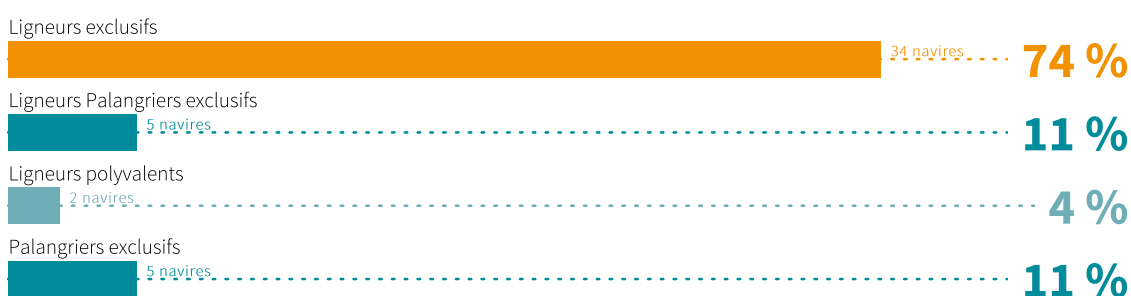 Ligneurs exclusifs
34 navires 74 %
Ligneurs Palangriers exclusifs
5 navires 11 %
Ligneurs polyvalents
2 navires 4 %
Palangriers exclusifs
5 navires 11 %